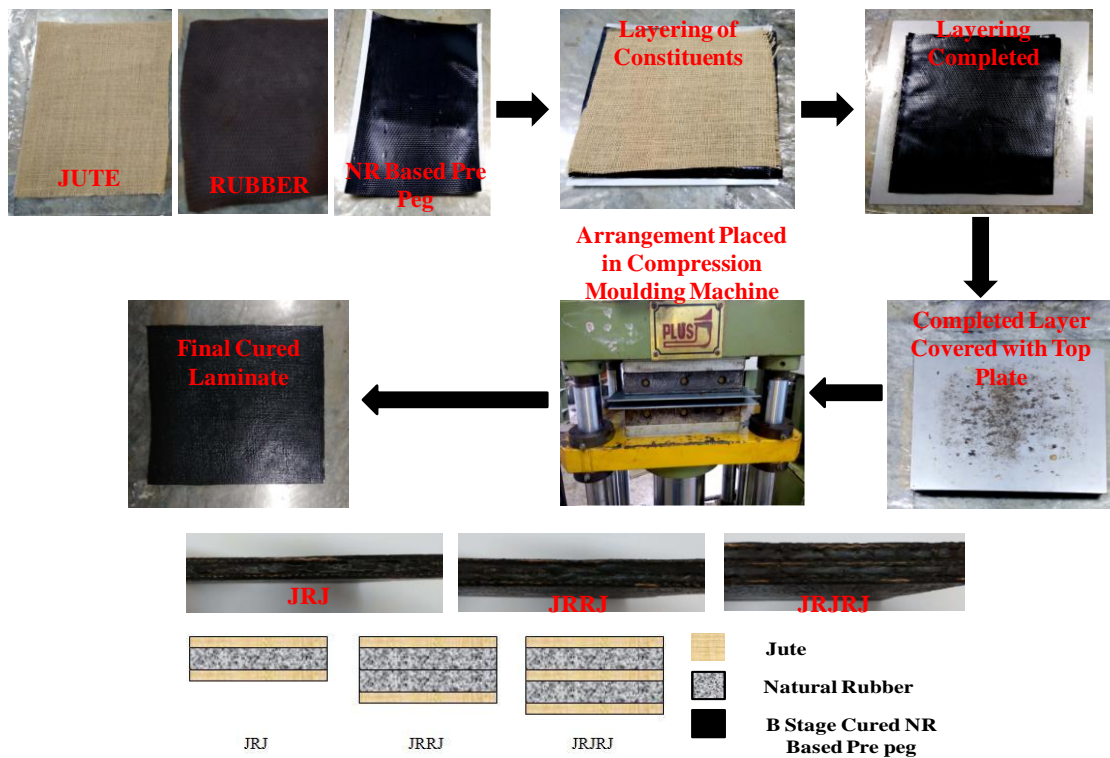 JUTE
RUBBER
NR Based Pre
Peg
Layering of
Constituents
Layering
Completed
Arrangement Placed
in Compression
Moulding Machine
PLUS
Completed Layer
Covered with Top
Plate
Final Cured
Laminate
JRJ
JRRJ
JRJRJ
Jute
Natural Rubber
B Stage Cured NR
Based Pre peg
JRJ
JRRJ
JRJRJ